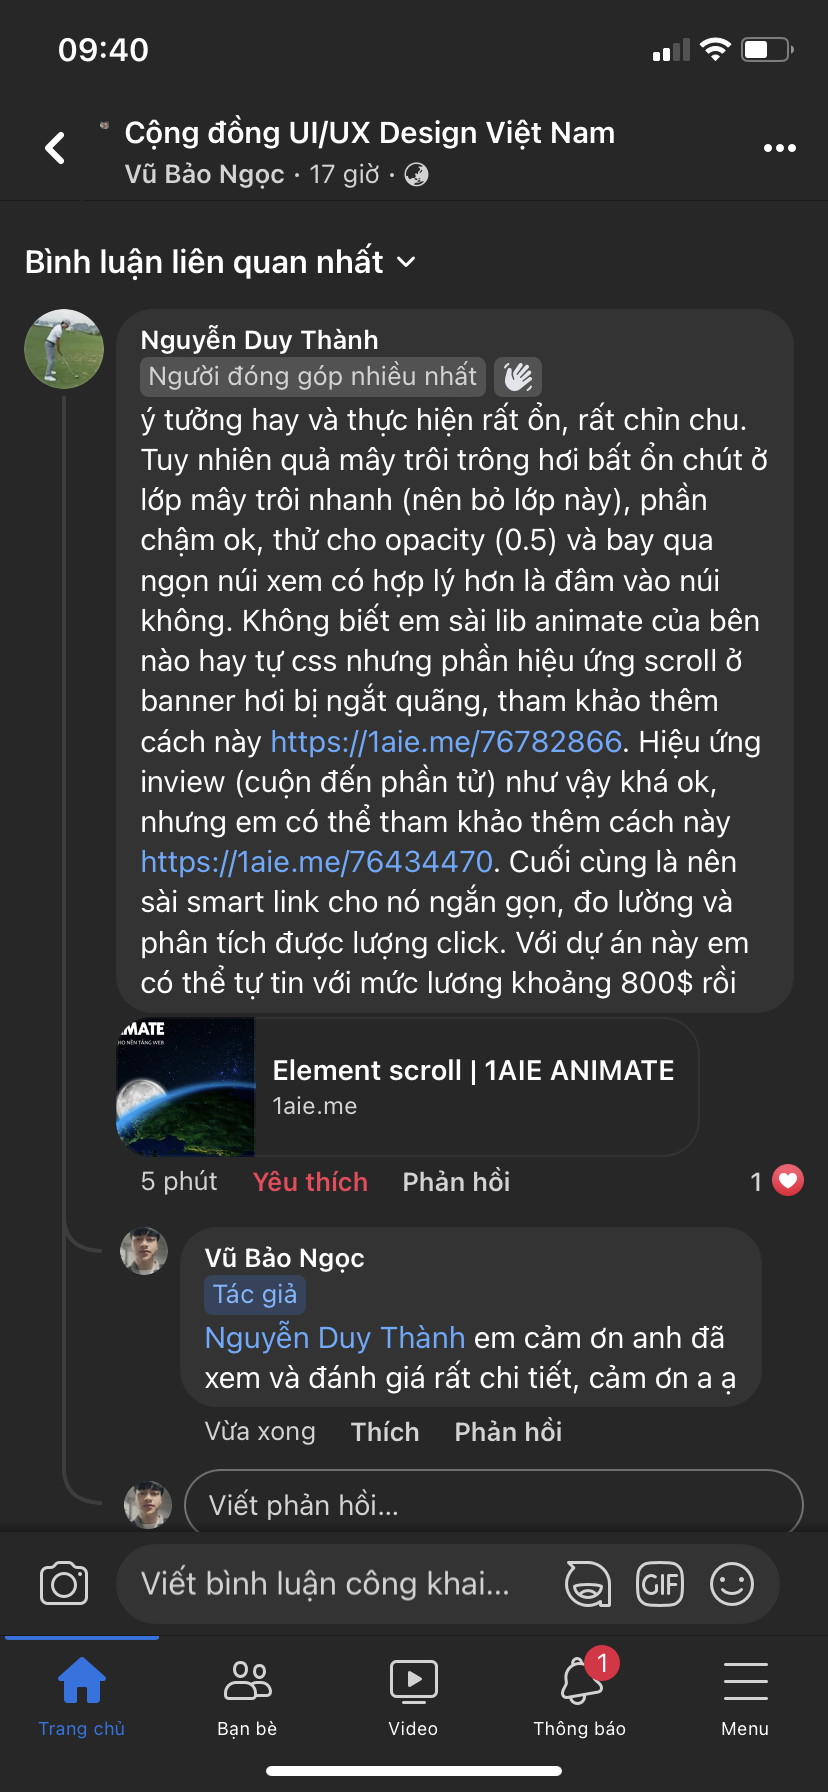 09:40
Cộng đồng UI/UX Design Việt Nam
Vũ Bảo Ngọc · 17 giờ ·
Bình luận liên quan nhất
Nguyễn Duy Thành
Người đóng góp nhiều nhất
ý tưởng hay và thực hiện rất ổn, rất chỉn chu.
Tuy nhiên quả mây trôi trông hơi bất ổn chút ở
lớp mây trôi nhanh (nên bỏ lớp này), phần
chậm ok, thử cho opacity (0.5) và bay qua
ngọn núi xem có hợp lý hơn là đâm vào núi
không. Không biết em sài lib animate của bên
nào hay tự css nhưng phần hiệu ứng scroll ở
banner hơi bị ngắt quãng, tham khảo thêm
cách này https://1aie.me/76782866. Hiệu ứng
inview (cuộn đến phần tử) như vậy khá ok,
nhưng em có thể tham khảo thêm cách này
https://1aie.me/76434470. Cuối cùng là nên
sài smart link cho nó ngắn gọn, đo lường và
phân tích được lượng click. Với dự án này em
có thể tự tin với mức lương khoảng 800$ rồi
IMATE
HO NỀN TẢNG WEB
Element scroll | 1AIE ANIMATE
1aie.me
5 phút Yêu thích Phản hồi 1
Vũ Bảo Ngọc
Tác giả
Nguyễn Duy Thành em cảm ơn anh đã
xem và đánh giá rất chi tiết, cảm ơn a ạ
Vừa xong Thích Phản hồi
Viết phản hồi...
Viết bình luận công khai...
GIF
1
Trang chủ Bạn bè Video Thông báo Menu